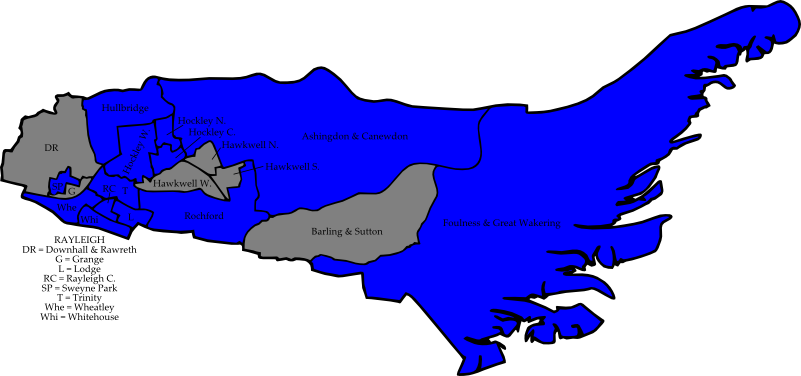 Hullbridge
Hockley N.
Hockley C.
Hockley W.
Ashingdon & Canewdon
Hawkwell N.
DR
Hawkwell S.
Hawkwell W.
SP
G
RC
T
Whe
Whi
L
Rochford
Barling & Sutton
Foulness & Great Wakering
RAYLEIGH
DR = Downhall & Rawreth
G = Grange
L = Lodge
RC = Rayleigh C.
SP = Sweyne Park
T = Trinity
Whe = Wheatley
Whi = Whitehouse